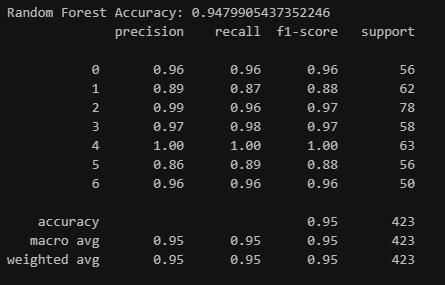 Random Forest Accuracy: 0.9479905437352246
precision recall f1-score support
0 0.96 0.96 0.96 56
1 0.89 0.87 0.88 62
2 0.99 0.96 0.97 78
3 0.97 0.98 0.97 58
4 1.00 1.00 1.00 63
5 0.86 0.89 0.88 56
6 0.96 0.96 0.96 50
accuracy 0.95 423
macro avg 0.95 0.95 0.95 423
weighted avg 0.95 0.95 0.95 423